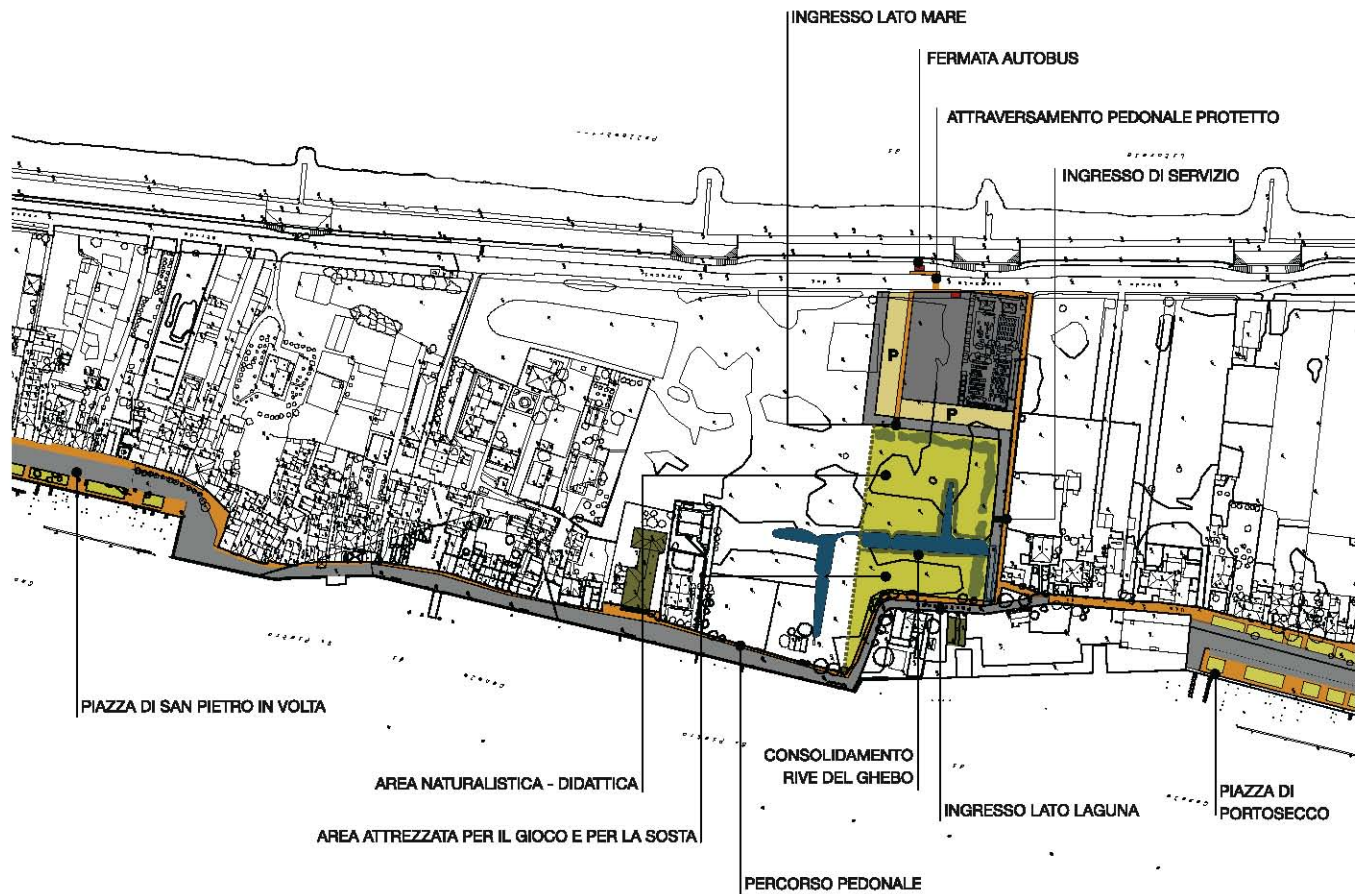 INGRESSO LATO MARE
FERMATA AUTOBUS
ATTRAVERSAMENTO PEDONALE PROTETTO
INGRESSO DI SERVIZIO
P
P
PIAZZA DI SAN PIETRO IN VOLTA
CONSOLIDAMENTO
RIVE DEL GHEBO
AREA NATURALISTICA - DIDATTICA
PIAZZA DI
PORTOSECCO
INGRESSO LATO LAGUNA
AREA ATTREZZATA PER IL GIOCO E PER LA SOSTA
PERCORSO PEDONALE